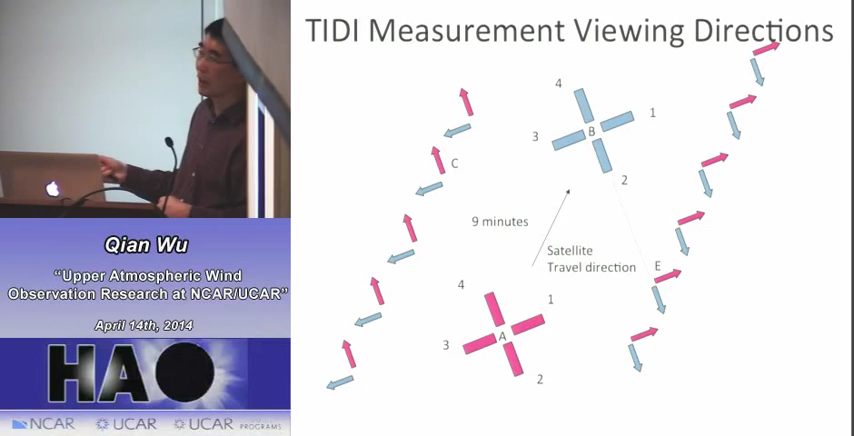 TIDI Measurement Viewing Directions
4
1
B
3
2
C
9 minutes
Satellite
Travel direction
E
4
1
A
3
2
Qian Wu
"Upper Atmospheric Wind
Observation Research at NCAR/UCAR"
April 14th, 2014
HAO
NCAR
UCAR
UCAR PROGRAMS